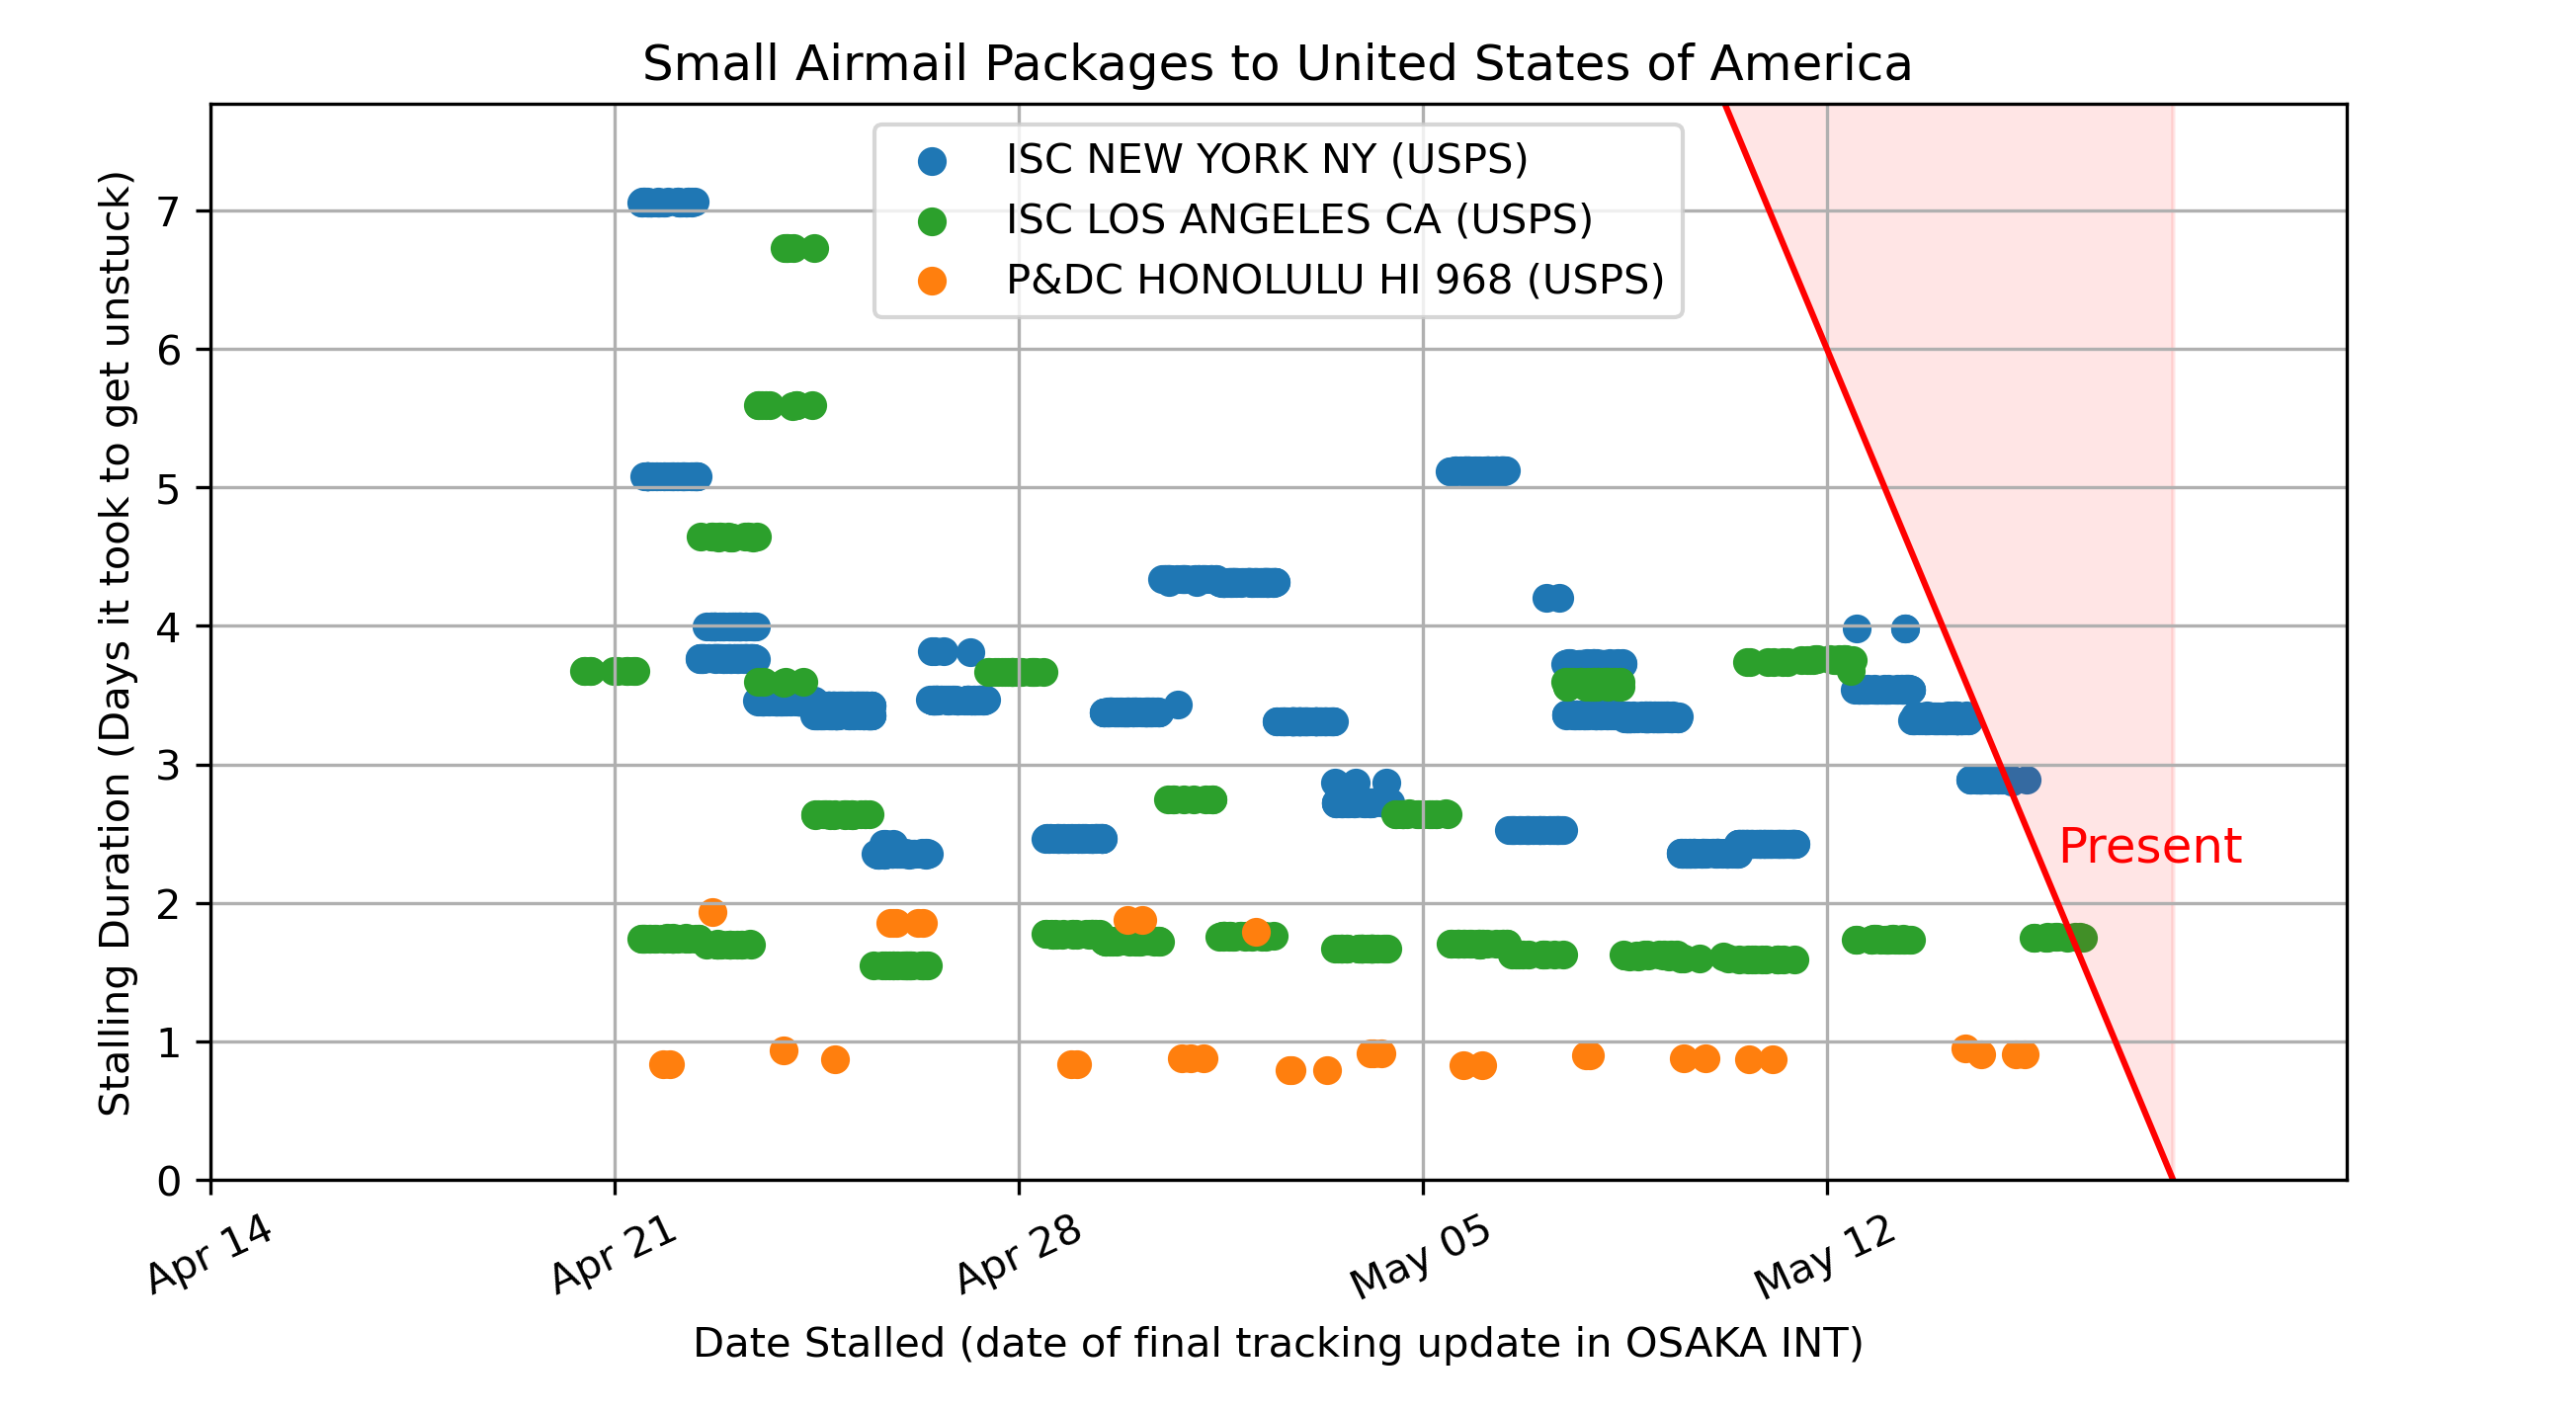 Small Airmail Packages to United States of America
ISC NEW YORK NY (USPS)
ISC LOS ANGELES CA (USPS)
P&DC HONOLULU HI 968 (USPS)
Stalling Duration (Days it took to get unstuck)
7
6
5
4
3
2
1
0
Present
Apr 14
Apr 21
Apr 28
May 05
May 12
Date Stalled (date of final tracking update in OSAKA INT)